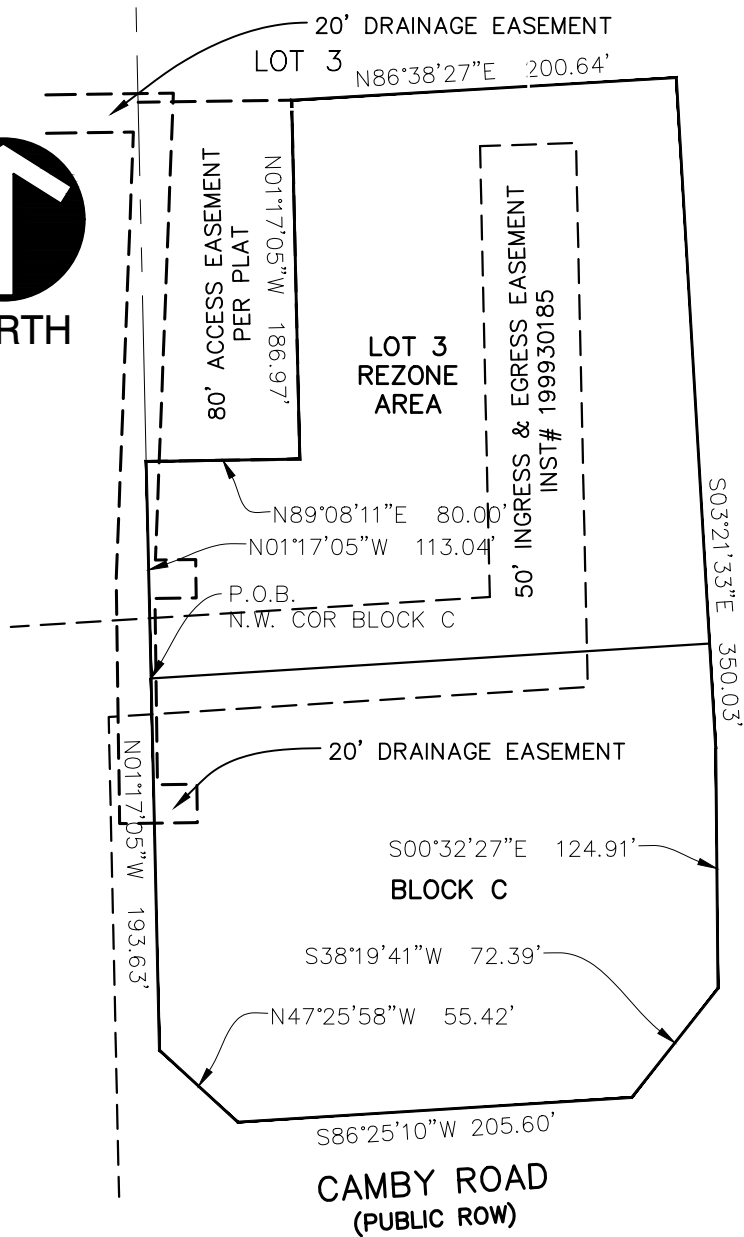 20' DRAINAGE EASEMENT
LOT 3
N86°38'27"E 200.64'
80' ACCESS EASEMENT
PER PLAT
N01°17'05"W 186.97'
RTH
LOT 3
REZONE
AREA
50' INGRESS & EGRESS EASEMENT
INST# 199930185
N89°08'11"E 80.00'
N01°17'05"W 113.04'
S03°21'33"E 350.03'
P.O.B.
N.W. COR BLOCK C
20' DRAINAGE EASEMENT
N01°17'05"W 193.63'
S00°32'27"E 124.91'
BLOCK C
S38°19'41"W 72.39'
N47°25'58"W 55.42'
S86°25'10"W 205.60'
CAMBY ROAD
(PUBLIC ROW)